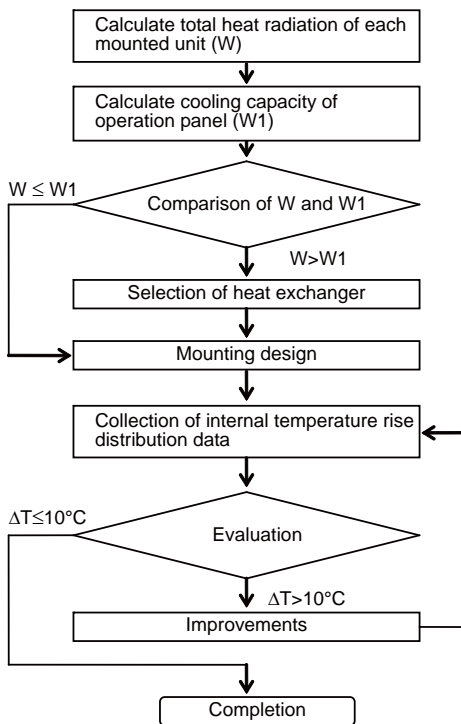 Calculate total heat radiation of each
mounted unit (W)
Calculate cooling capacity of
operation panel (W1)
W ≤ W1
Comparison of W and W1
W>W1
Selection of heat exchanger
Mounting design
Collection of internal temperature rise
distribution data
ΔT≤10°C
Evaluation
ΔT>10°C
Improvements
Completion